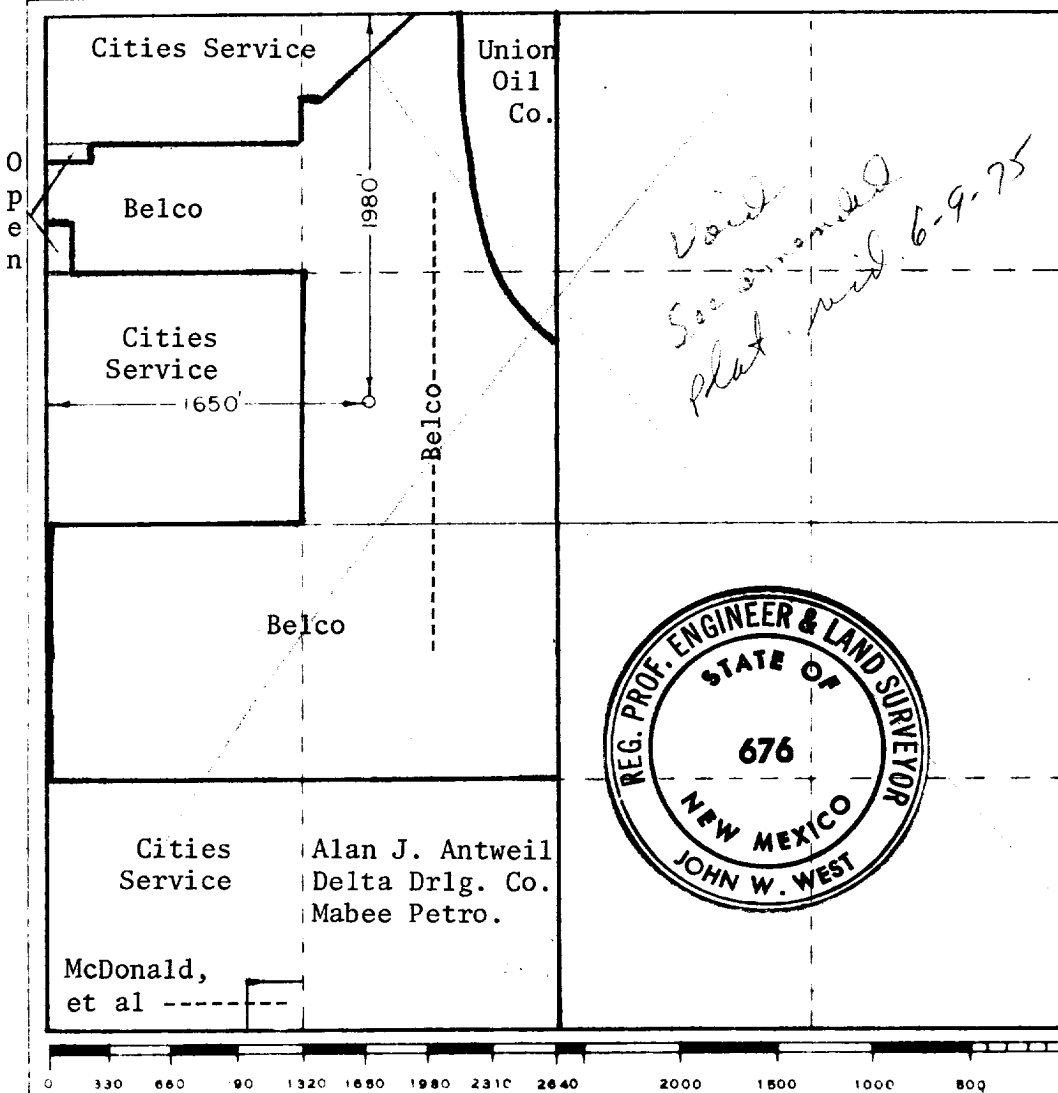 Cities Service
Union
Oil
Co.
Open
Belco
1980'
Void
See amended
plat 6-9-75
Cities
Service
1650'
Belco
Belco
REG. PROF. ENGINEER & LAND SURVEYOR
STATE OF
676
NEW MEXICO
JOHN W. WEST
Cities
Service
Alan J. Antweil
Delta Drlg. Co.
Mabee Petro.
McDonald,
et al
0 330 660 90 1320 1650 1980 2310 2640 2000 1500 1000 500